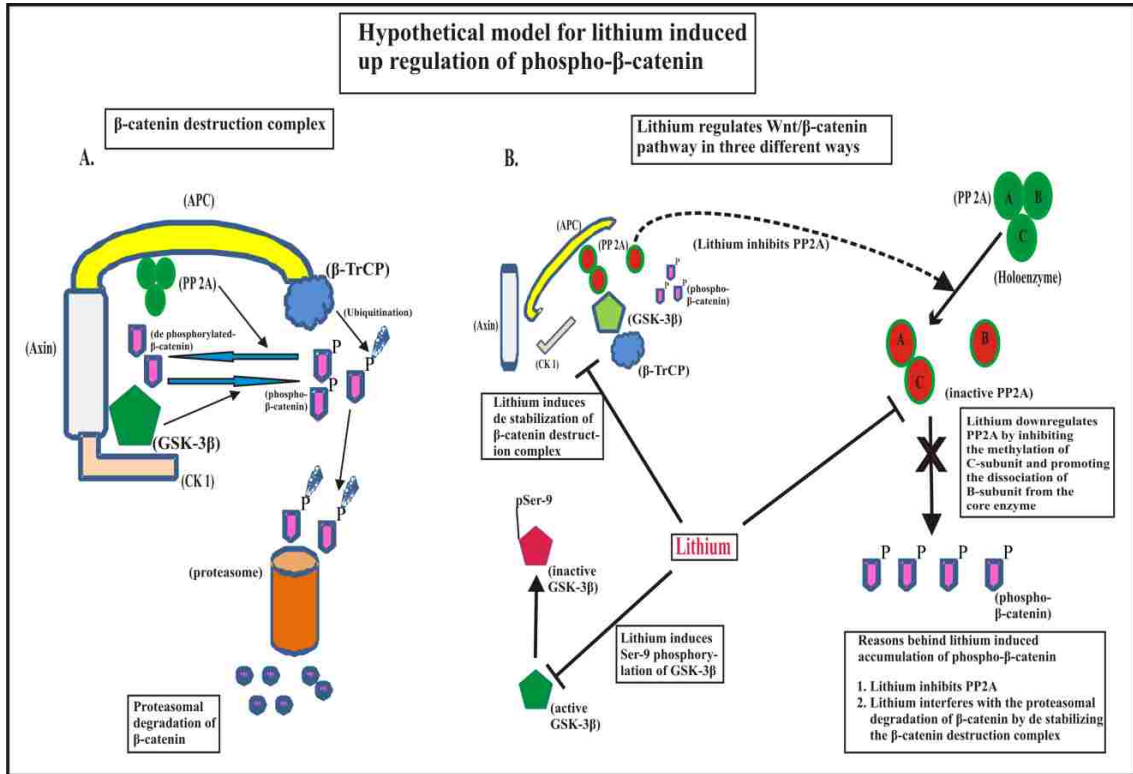 Hypothetical model for lithium induced
up regulation of phospho-β-catenin
β-catenin destruction complex
A.
(APC)
(PP 2A)
(β-TrCP)
(Ubiquitination)
(Axin)
(de phosphorylated-
β-catenin)
P
P
P
(phospho-
β-catenin)
(GSK-3β)
(CK 1)
P
P
(proteasome)
Proteasomal
degradation of
β-catenin
Lithium regulates Wnt/β-catenin
pathway in three different ways
B.
(APC)
(PP 2A)
(Lithium inhibits PP2A)
P
P
P
(phospho-
β-catenin)
(Axin)
(GSK-3β)
(CK 1)
(β-TrCP)
Lithium induces
de stabilization of
β-catenin destruct-
ion complex
(PP 2A)
A
B
C
(Holoenzyme)
A
B
C
(inactive PP2A)
Lithium downregulates
PP2A by inhibiting
the methylation of
C-subunit and promoting
the dissociation of
B-subunit from the
core enzyme
X
pSer-9
(inactive
GSK-3β)
Lithium
Lithium induces
Ser-9 phosphory-
lation of GSK-3β
(active
GSK-3β)
P
P
P
P
(phospho-
β-catenin)
Reasons behind lithium induced
accumulation of phospho-β-catenin
1. Lithium inhibits PP2A
2. Lithium interferes with the proteasomal
degradation of β-catenin by de stabilizing
the β-catenin destruction complex